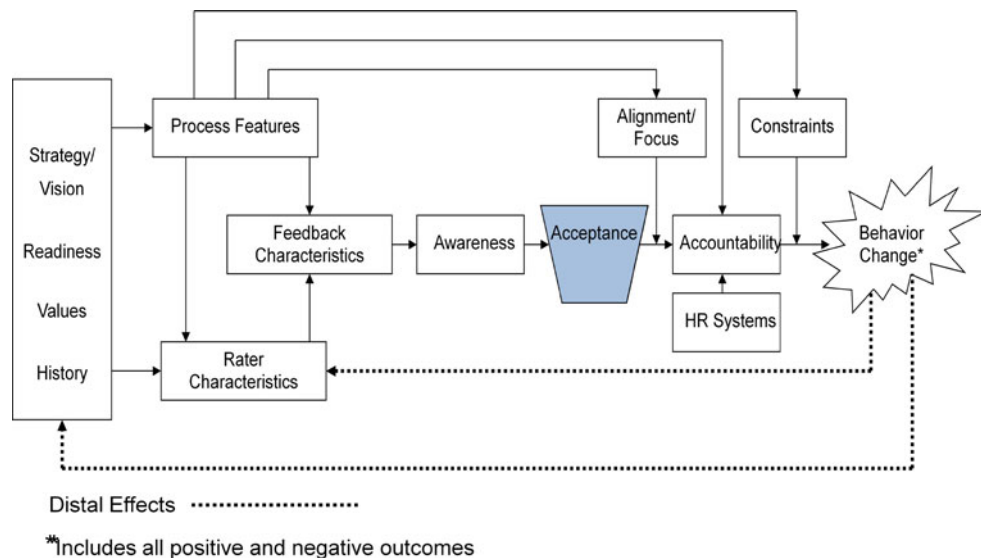 Strategy/
Vision
Readiness
Values
History
Process Features
Alignment/
Focus
Constraints
Feedback
Characteristics
Awareness
Acceptance
Accountability
Behavior
Change*
HR Systems
Rater
Characteristics
Distal Effects
*Includes all positive and negative outcomes